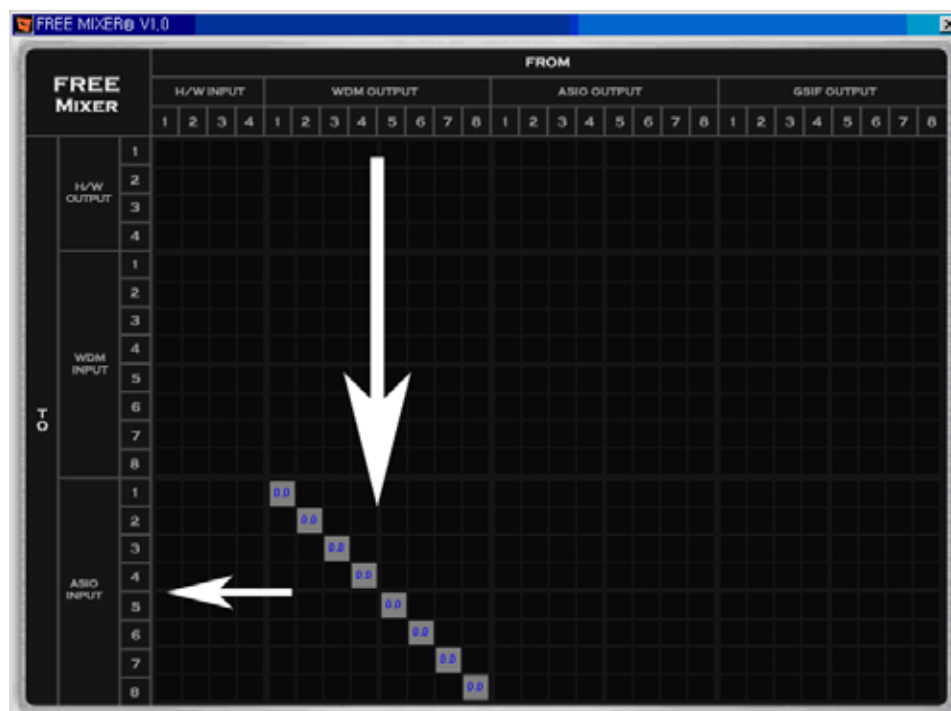 FREE MIXER® V1,0
FREE MIXER
FROM
H/W INPUT WDM OUTPUT ASIO OUTPUT GSIF OUTPUT
1 2 3 4 1 2 3 4 5 6 7 8 1 2 3 4 5 6 7 8 1 2 3 4 5 6 7 8
TO
H/W OUTPUT
1
2
3
4
WDM INPUT
1
2
3
4
5
6
7
8
ASIO INPUT
1 0.0
2 0.0
3 0.0
4 0.0
5 0.0
6 0.0
7 0.0
8 0.0